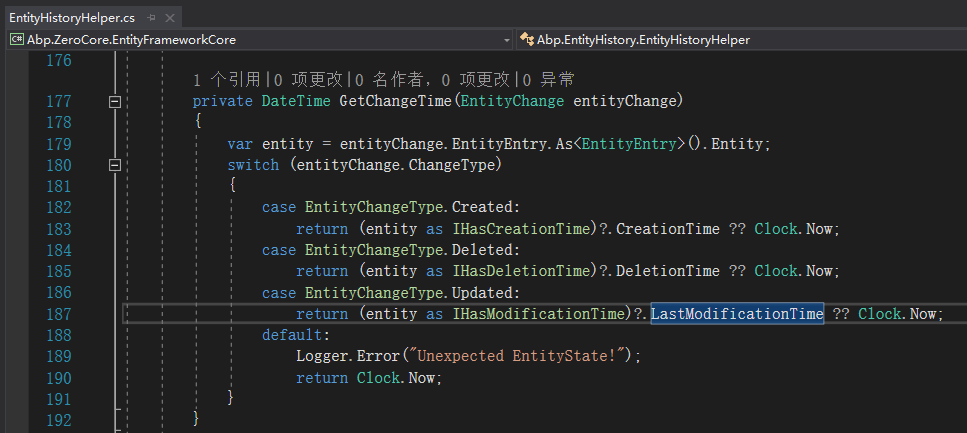 EntityHistoryHelper.cs
C# Abp.ZeroCore.EntityFrameworkCore Abp.EntityHistory.EntityHistoryHelper
176
1 个引用|0 项更改|0 名作者, 0 项更改|0 异常
177 private DateTime GetChangeTime(EntityChange entityChange)
178 {
179 var entity = entityChange.EntityEntry.As<EntityEntry>().Entity;
180 switch (entityChange.ChangeType)
181 {
182 case EntityChangeType.Created:
183 return (entity as IHasCreationTime)?.CreationTime ?? Clock.Now;
184 case EntityChangeType.Deleted:
185 return (entity as IHasDeletionTime)?.DeletionTime ?? Clock.Now;
186 case EntityChangeType.Updated:
187 return (entity as IHasModificationTime)?.LastModificationTime ?? Clock.Now;
188 default:
189 Logger.Error("Unexpected EntityState!");
190 return Clock.Now;
191 }
192 }